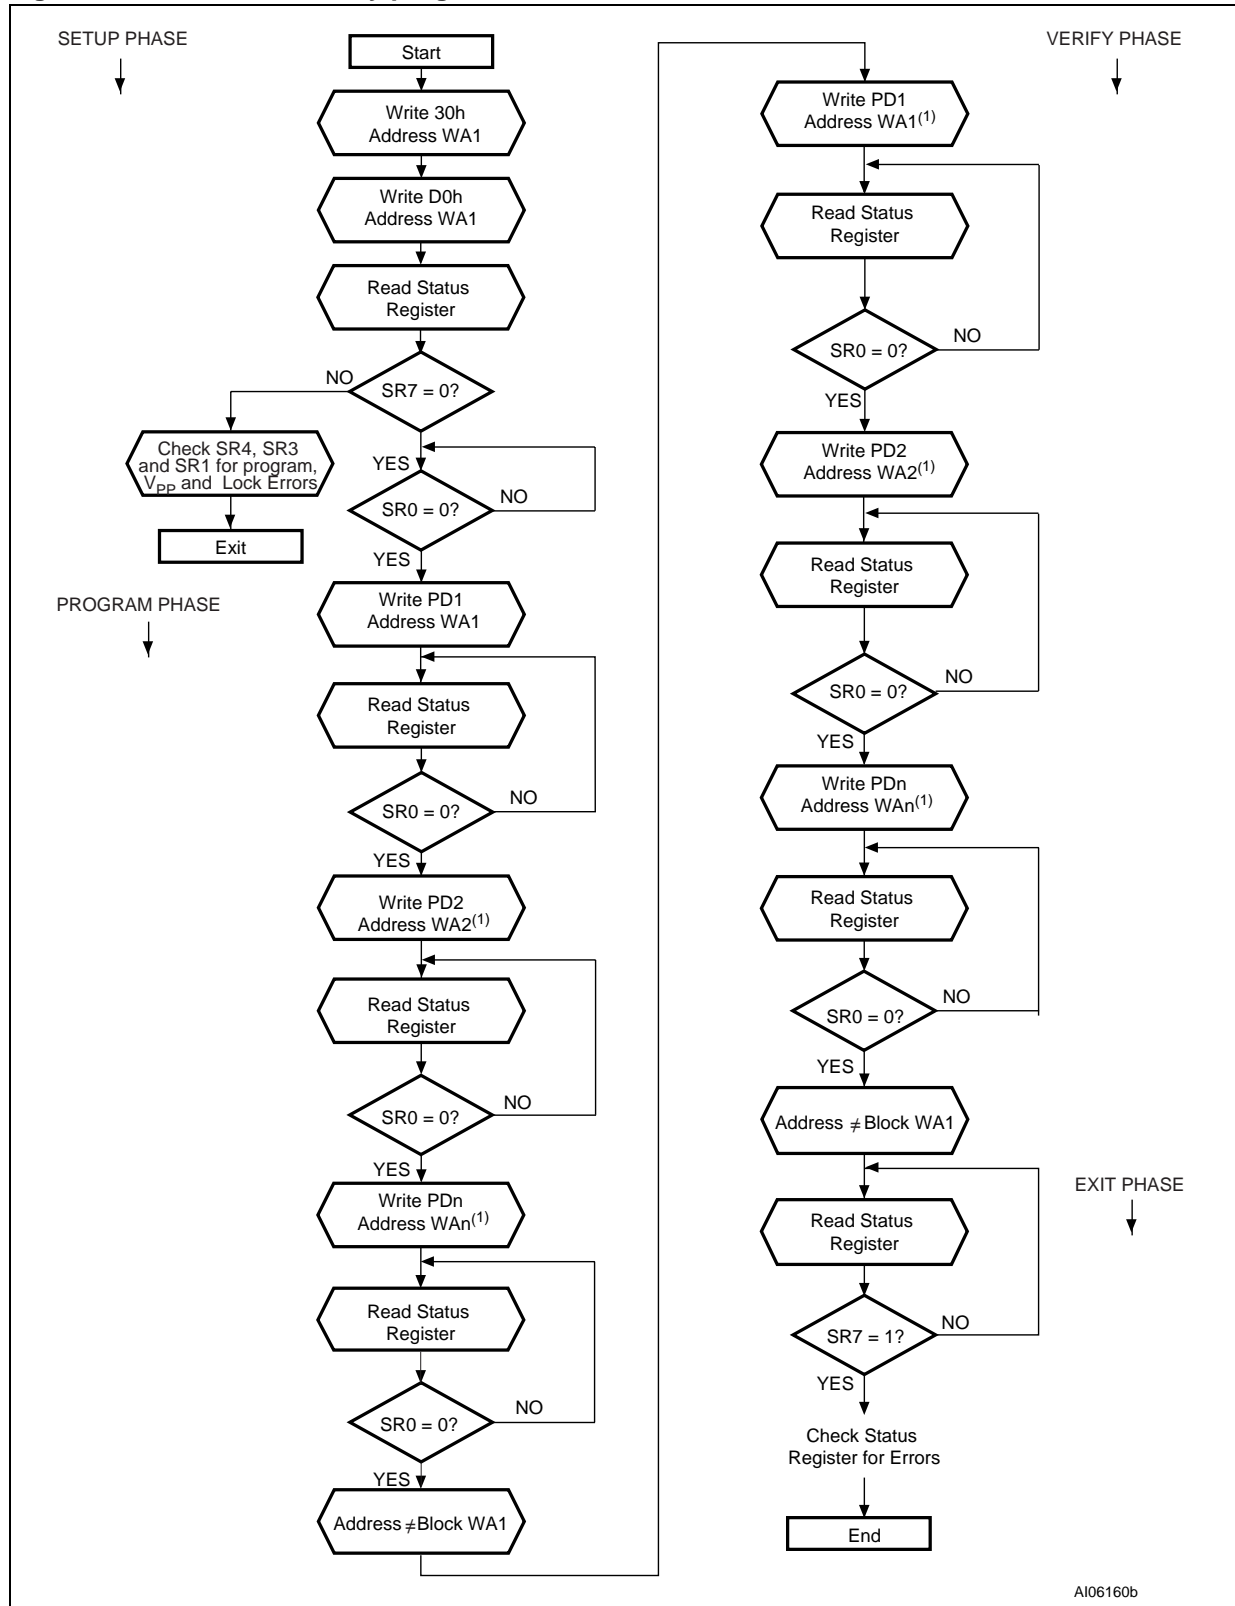 SETUP PHASE
Start
Write 30h
Address WA1
Write D0h
Address WA1
Read Status
Register
NO
SR7 = 0?
Check SR4, SR3
and SR1 for program,
VPP and Lock Errors
Exit
YES
SR0 = 0?
NO
YES
PROGRAM PHASE
Write PD1
Address WA1
Read Status
Register
SR0 = 0?
NO
YES
Write PD2
Address WA2(1)
Read Status
Register
SR0 = 0?
NO
YES
Write PDn
Address WAn(1)
Read Status
Register
SR0 = 0?
NO
YES
Address ≠Block WA1
VERIFY PHASE
Write PD1
Address WA1(1)
Read Status
Register
SR0 = 0?
NO
YES
Write PD2
Address WA2(1)
Read Status
Register
SR0 = 0?
NO
YES
Write PDn
Address WAn(1)
Read Status
Register
SR0 = 0?
NO
YES
Address ≠Block WA1
EXIT PHASE
Read Status
Register
SR7 = 1?
NO
YES
Check Status
Register for Errors
End
AI06160b